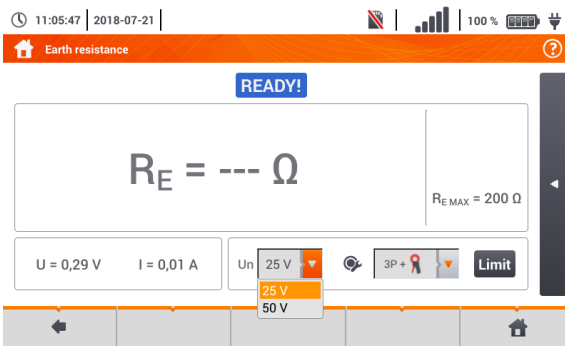 11:05:47 2018-07-21 100 %
Earth resistance ?
READY!
RE = --- Ω
RE MAX = 200 Ω
U = 0,29 V I = 0,01 A Un 25 V 3P + Limit
25 V
50 V